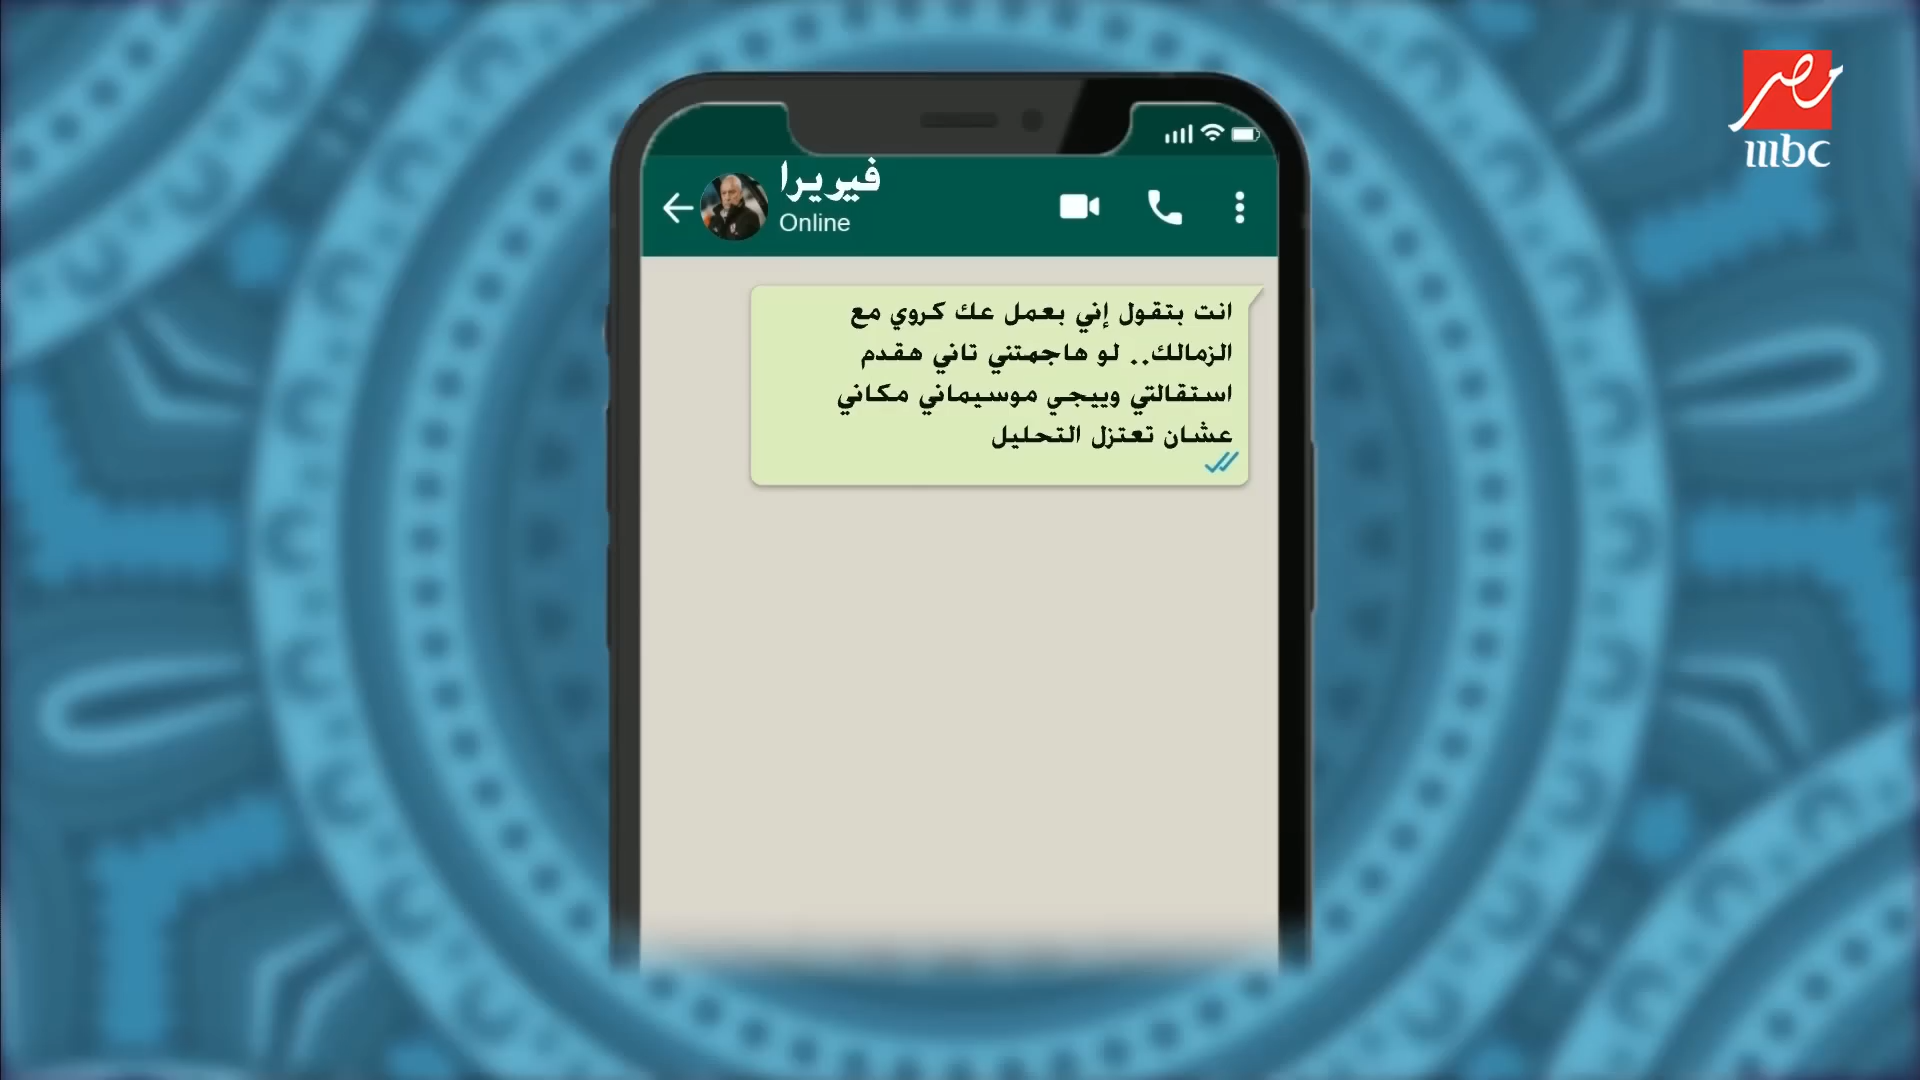 مصر
mbc
فيريرا
Online
انت بتقول إني بعمل عك كروي مع
الزمالك.. لو هاجمتني تاني هقدم
استقالتي وييجي موسيماني مكاني
عشان تعتزل التحليل